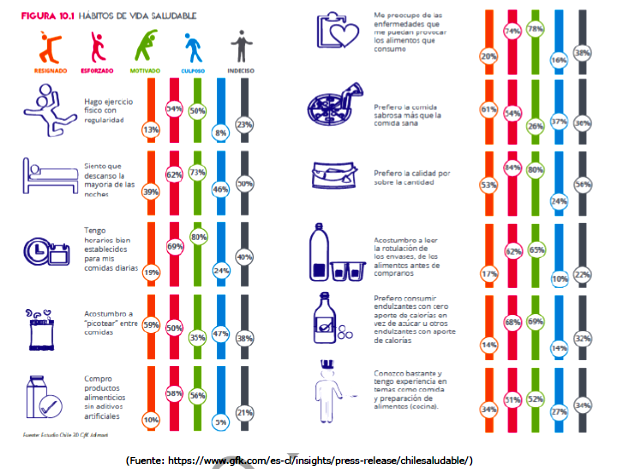 FIGURA 10.1 HÁBITOS DE VIDA SALUDABLE
RESIGNADO ESFORZADO MOTIVADO CULPOSO INDECISO
Hago ejercicio
físico con
regularidad
13% 54% 50% 8% 23%
Siento que
descanso la
mayoría de las
noches
39% 62% 73% 46% 50%
Tengo
horarios bien
establecidos
para mis
comidas diarias
19% 69% 80% 24% 40%
Acostumbro a
"picotear" entre
comidas
59% 50% 35% 47% 38%
Compro
productos
alimenticios
sin aditivos
artificiales
10% 58% 56% 5% 21%
Fuente: Estudio Chile 3D GfK Adimark
Me preocupo de las
enfermedades que
me puedan provocar
los alimentos que
consumo
20% 74% 78% 16% 38%
Prefiero la comida
sabrosa más que la
comida sana
61% 54% 26% 37%
Prefiero la calidad por
sobre la cantidad
53% 84% 80% 24% 56%
Acostumbro a leer
la rotulación de
los envases, de los
alimentos antes de
comprarlos
17% 62% 65% 10% 22%
Prefiero consumir
endulzantes con cero
aporte de calorías en
vez de azúcar u otros
endulzantes con aporte
de calorías
14% 68% 69% 14% 32%
Conozco bastante y
tengo experiencia en
temas como comida
y preparación de
alimentos (cocina).
34% 51% 52% 27% 34%
(Fuente: https://www.gfk.com/es-cl/insights/press-release/chilesaludable/)